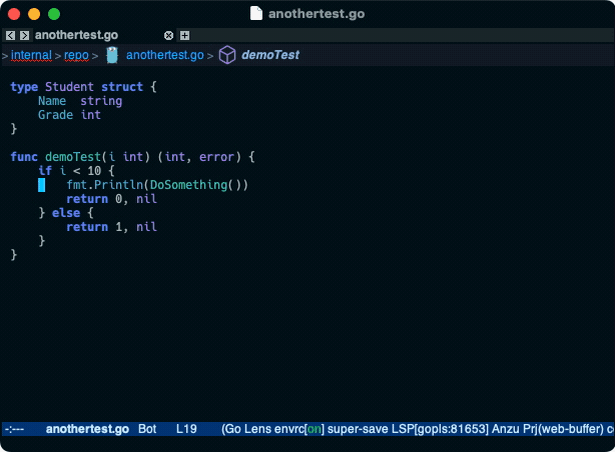 anothertest.go
anothertest.go
> internal > repo > anothertest.go > demoTest
type Student struct {
    Name  string
    Grade int
}
func demoTest(i int) (int, error) {
    if i < 10 {
        fmt.Println(DoSomething())
        return 0, nil
    } else {
        return 1, nil
    }
}
-:--- anothertest.go Bot L19 (Go Lens envrc[on] super-save LSP[gopls:81653] Anzu Prj(web-buffer) c